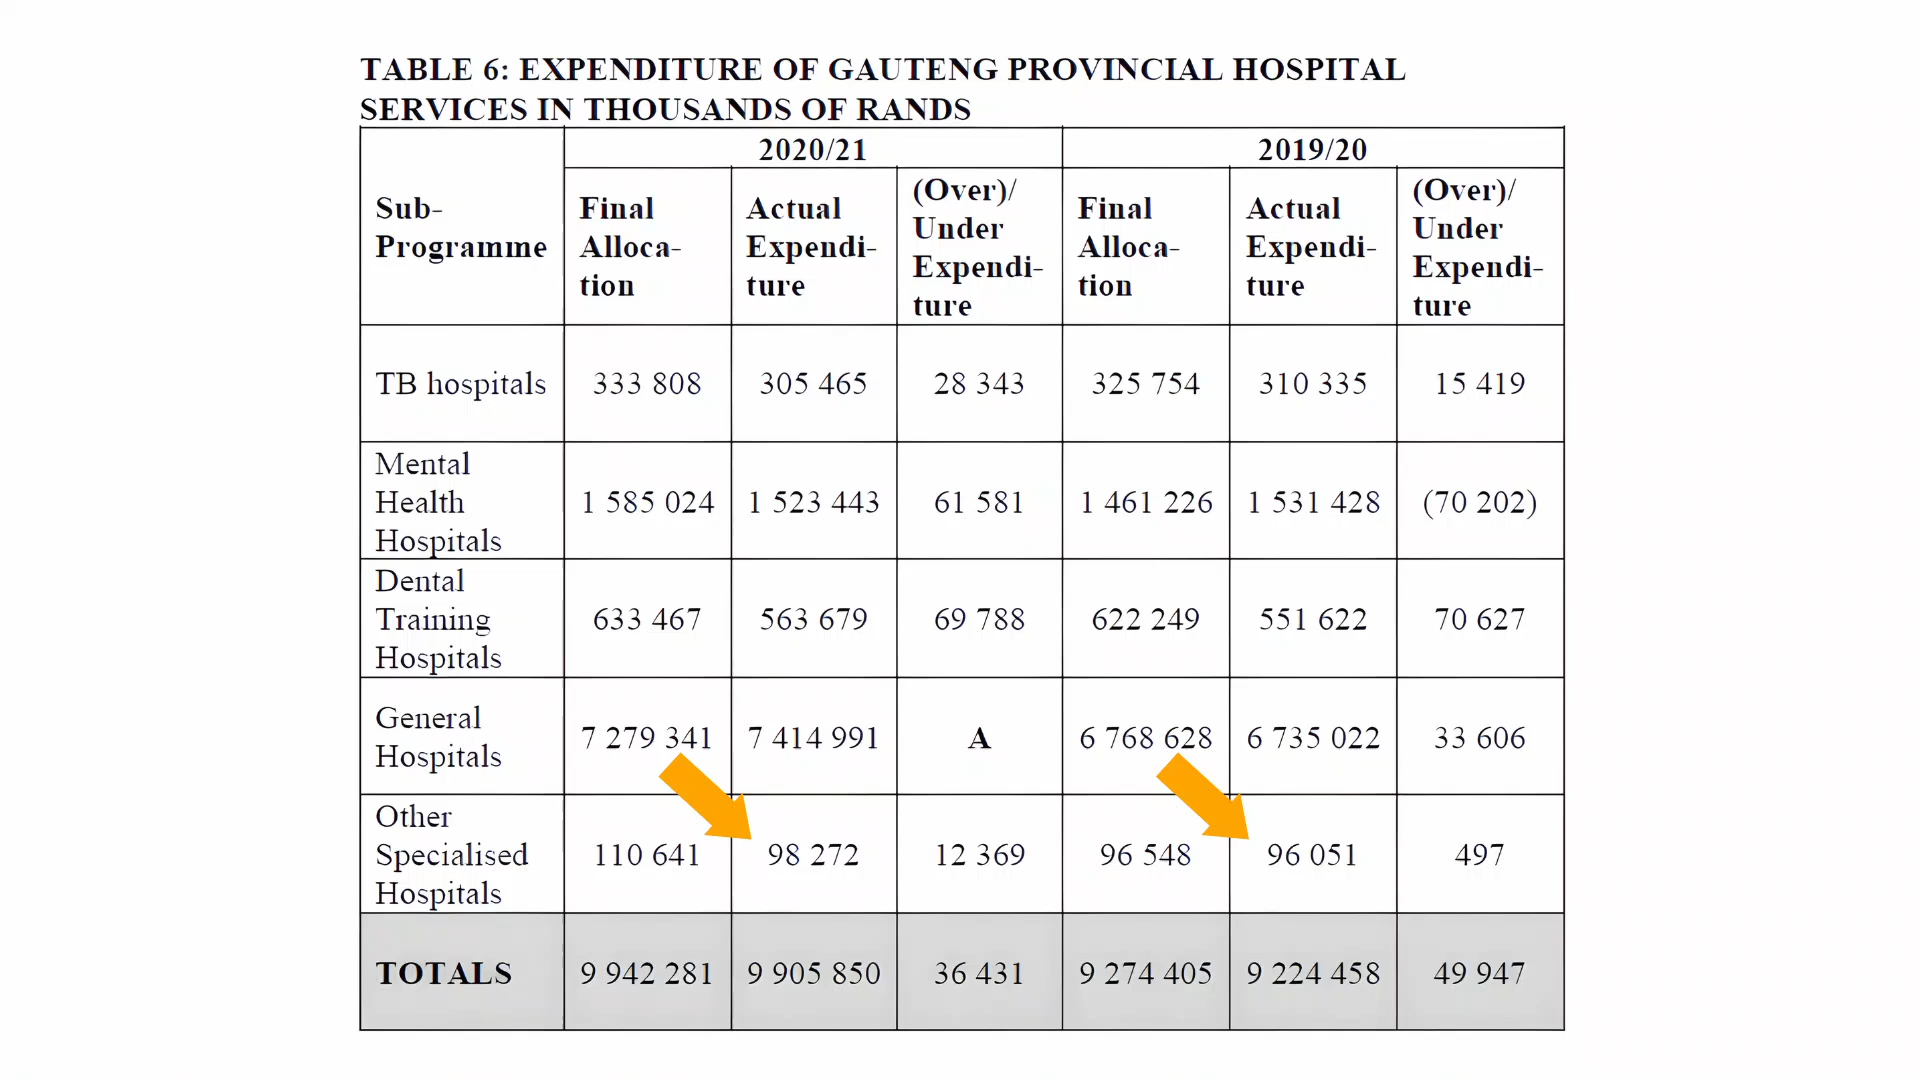 TABLE 6: EXPENDITURE OF GAUTENG PROVINCIAL HOSPITAL
SERVICES IN THOUSANDS OF RANDS
2020/21 2019/20
Sub-
Programme
Final
Alloca-
tion
Actual
Expendi-
ture
(Over)/
Under
Expendi-
ture
Final
Alloca-
tion
Actual
Expendi-
ture
(Over)/
Under
Expendi-
ture
TB hospitals 333 808 305 465 28 343 325 754 310 335 15 419
Mental
Health
Hospitals
1 585 024 1 523 443 61 581 1 461 226 1 531 428 (70 202)
Dental
Training
Hospitals
633 467 563 679 69 788 622 249 551 622 70 627
General
Hospitals
7 279 341 7 414 991 A 6 768 628 6 735 022 33 606
Other
Specialised
Hospitals
110 641 98 272 12 369 96 548 96 051 497
TOTALS 9 942 281 9 905 850 36 431 9 274 405 9 224 458 49 947